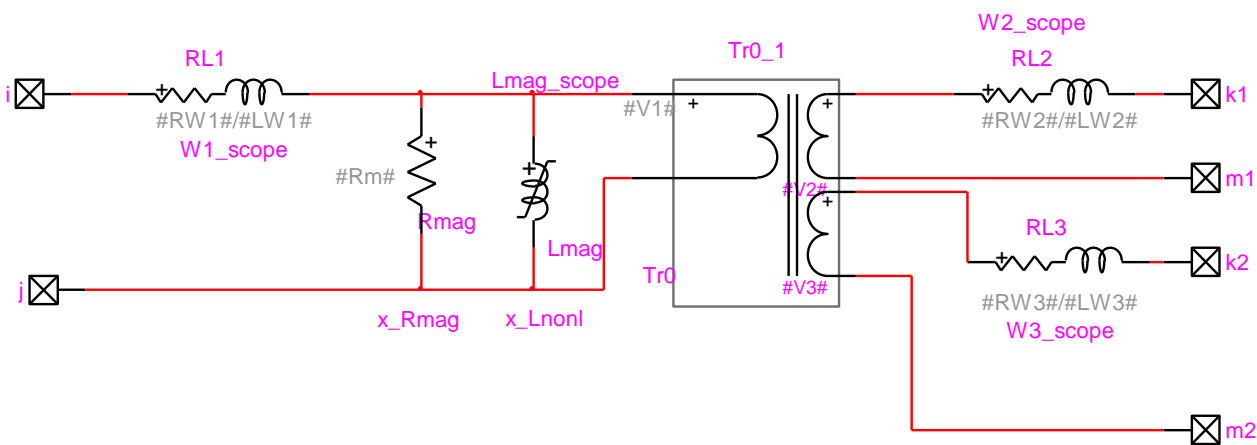 W2_scope
RL1
Tr0_1
RL2
Lmag_scope
i
#V1#
k1
#RW1#/#LW1#
#RW2#/#LW2#
W1_scope
#Rm#
#V2#
m1
Rmag
RL3
Lmag
Tr0
k2
j
#V3#
#RW3#/#LW3#
x_Rmag
x_Lnonl
W3_scope
m2